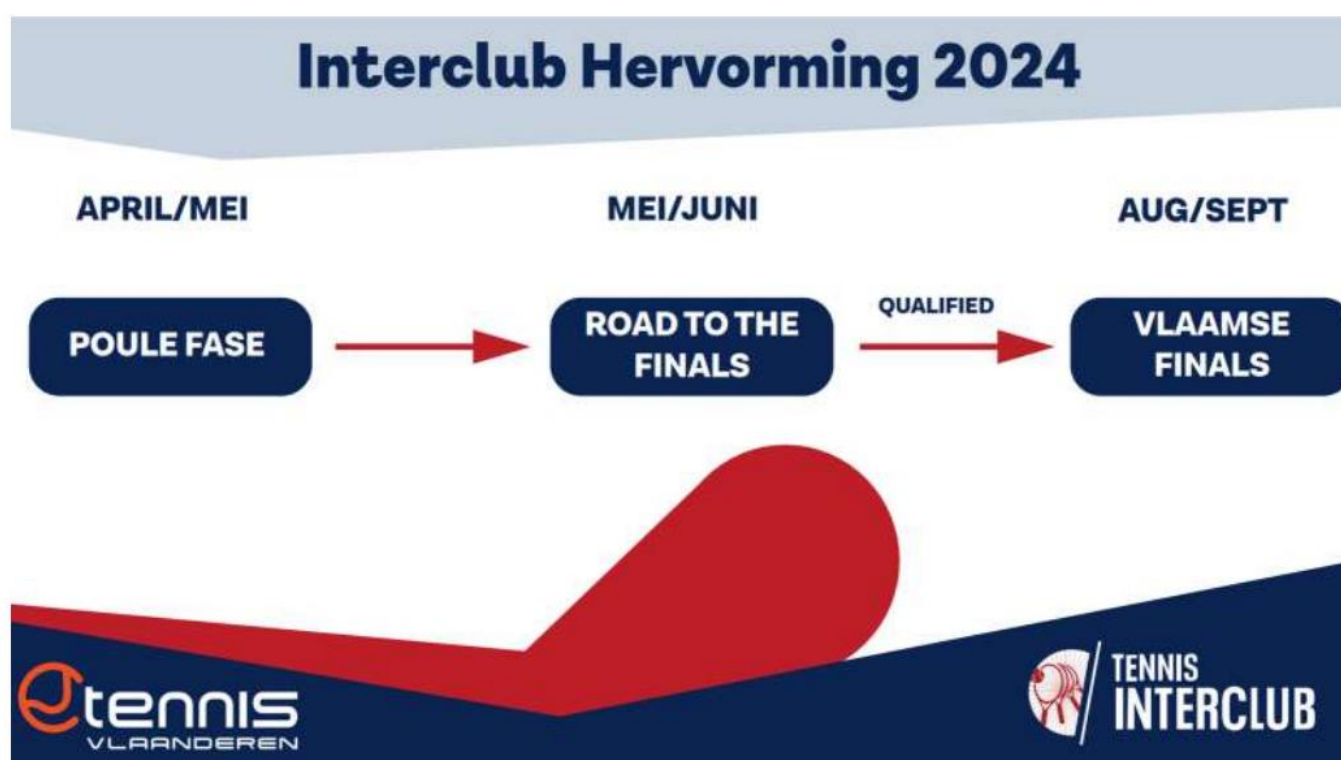 Interclub Hervorming 2024
APRIL/MEI
MEI/JUNI
AUG/SEPT
POULE FASE
ROAD TO THE
FINALS
QUALIFIED
VLAAMSE
FINALS
tennis
VLAANDEREN
TENNIS
INTERCLUB